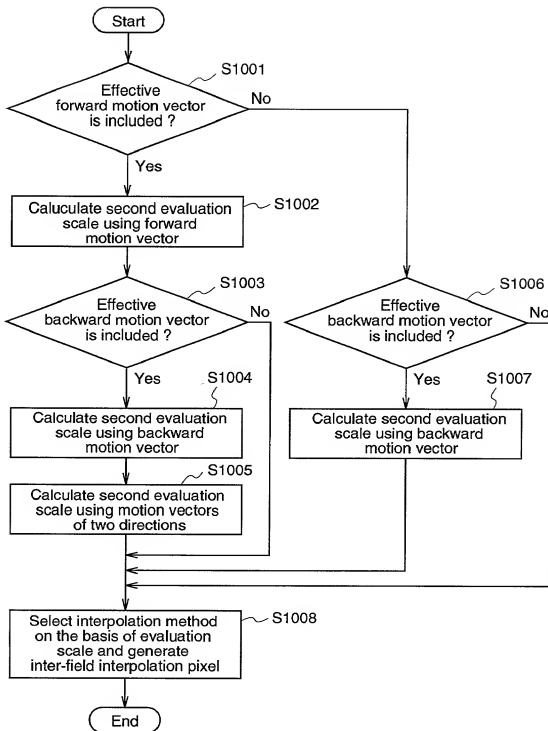 Start
S1001
Effective
forward motion vector
is included ?
No
Yes
Caluculate second evaluation
scale using forward
motion vector
S1002
S1003
Effective
backward motion vector
is included ?
No
S1006
Effective
backward motion vector
is included ?
No
Yes
S1004
Yes
S1007
Calculate second evaluation
scale using backward
motion vector
Calculate second evaluation
scale using backward
motion vector
S1005
Calculate second evaluation
scale using motion vectors
of two directions
Select interpolation method
on the basis of evaluation
scale and generate
inter-field interpolation pixel
S1008
End